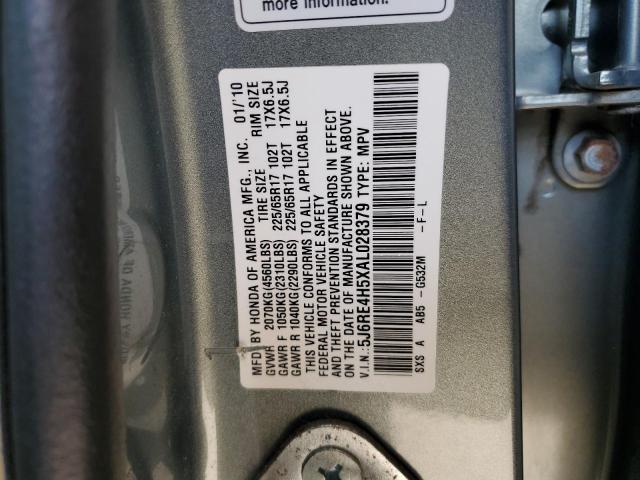 more information.
MFD BY HONDA OF AMERICA MFG., INC. 01/'10
TIRE SIZE RIM SIZE
GVWR 2070KG(4560LBS)
GAWR F 1050KG(2310LBS) 225/65R17 102T 17X6.5J
GAWR R 1040KG(2290LBS) 225/65R17 102T 17X6.5J
THIS VEHICLE CONFORMS TO ALL APPLICABLE
FEDERAL MOTOR VEHICLE SAFETY
AND THEFT PREVENTION STANDARDS IN EFFECT
ON THE DATE OF MANUFACTURE SHOWN ABOVE.
V.I.N.: 5J6RE4H5XAL028379 TYPE: MPV
SXS A AB5 - G532M - F - L